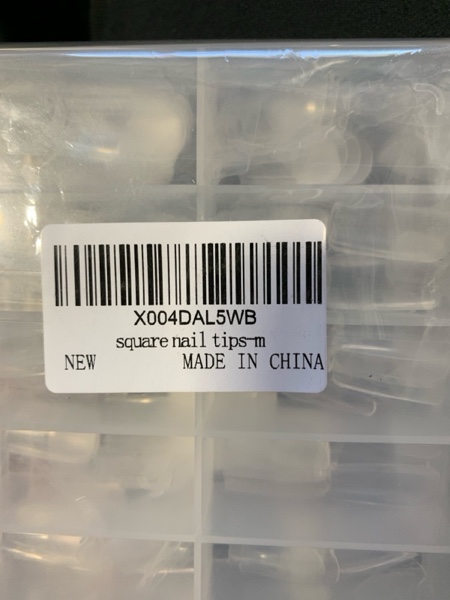 X004DAL5WB
square nail tips-m
NEW MADE IN CHINA